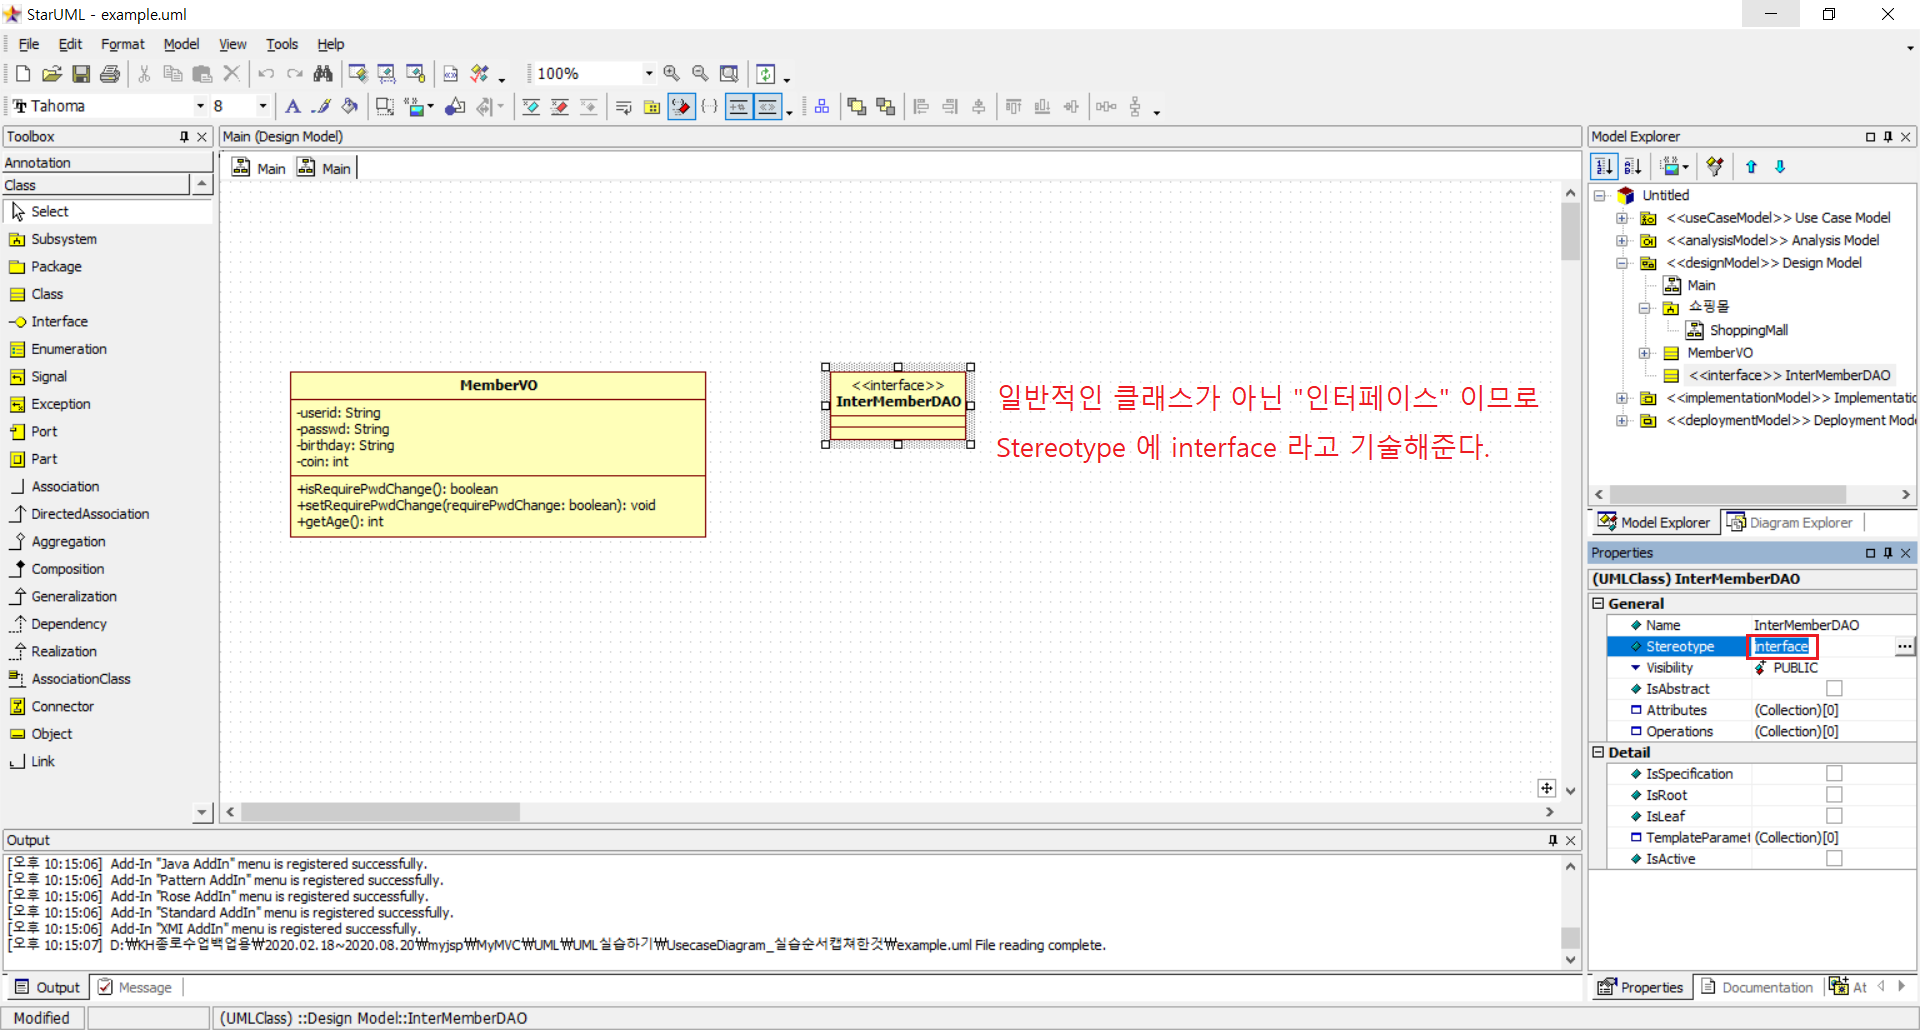 StarUML - example.uml
File Edit Format Model View Tools Help
100%
Tahoma 8
Toolbox
Main (Design Model)
Model Explorer
Annotation
Class
Main Main
Select
Subsystem
Package
Class
Interface
Enumeration
Signal
Exception
Port
Part
Association
DirectedAssociation
Aggregation
Composition
Generalization
Dependency
Realization
AssociationClass
Connector
Object
Link
MemberVO
-userid: String
-passwd: String
-birthday: String
-coin: int
+isRequirePwdChange(): boolean
+setRequirePwdChange(requirePwdChange: boolean): void
+getAge(): int
<<interface>>
InterMemberDAO
일반적인 클래스가 아닌 "인터페이스" 이므로
Stereotype 에 interface 라고 기술해준다.
Untitled
<<useCaseModel>> Use Case Model
<<analysisModel>> Analysis Model
<<designModel>> Design Model
Main
쇼핑몰
ShoppingMall
MemberVO
<<interface>> InterMemberDAO
<<implementationModel>> Implementatic
<<deploymentModel>> Deployment Mode
Model Explorer Diagram Explorer
Properties
(UMLClass) InterMemberDAO
General
Name InterMemberDAO
Stereotype interface ...
Visibility PUBLIC
IsAbstract
Attributes (Collection)[0]
Operations (Collection)[0]
Detail
IsSpecification
IsRoot
IsLeaf
TemplateParamet (Collection)[0]
IsActive
Output
[오후 10:15:06] Add-In "Java AddIn" menu is registered successfully.
[오후 10:15:06] Add-In "Pattern AddIn" menu is registered successfully.
[오후 10:15:06] Add-In "Rose AddIn" menu is registered successfully.
[오후 10:15:06] Add-In "Standard AddIn" menu is registered successfully.
[오후 10:15:06] Add-In "XMI AddIn" menu is registered successfully.
[오후 10:15:07] D:₩KH종로수업백업용₩2020.02.18~2020.08.20₩myjsp₩MyMVC₩UML₩UML실습하기₩UsecaseDiagram_실습순서캡쳐한것₩example.uml File reading complete.
Output Message
Properties Documentation At
Modified
(UMLClass) ::Design Model::InterMemberDAO